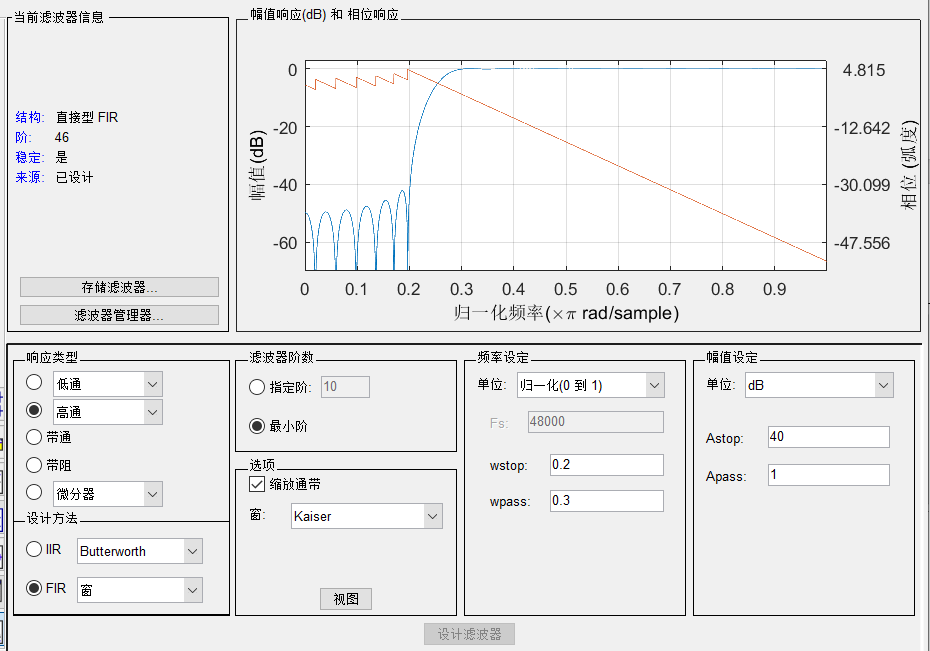 当前滤波器信息
结构: 直接型 FIR
阶: 46
稳定: 是
来源: 已设计
存储滤波器...
滤波器管理器...
幅值响应(dB) 和 相位响应
幅值(dB)
0
-20
-40
-60
4.815
-12.642
-30.099
-47.556
相位 (弧度)
0 0.1 0.2 0.3 0.4 0.5 0.6 0.7 0.8 0.9
归一化频率(×π rad/sample)
响应类型
低通
高通
带通
带阻
微分器
设计方法
IIR Butterworth
FIR 窗
滤波器阶数
指定阶: 10
最小阶
选项
缩放通带
窗: Kaiser
视图
频率设定
单位: 归一化(0 到 1)
Fs: 48000
wstop: 0.2
wpass: 0.3
幅值设定
单位: dB
Astop: 40
Apass: 1
设计滤波器